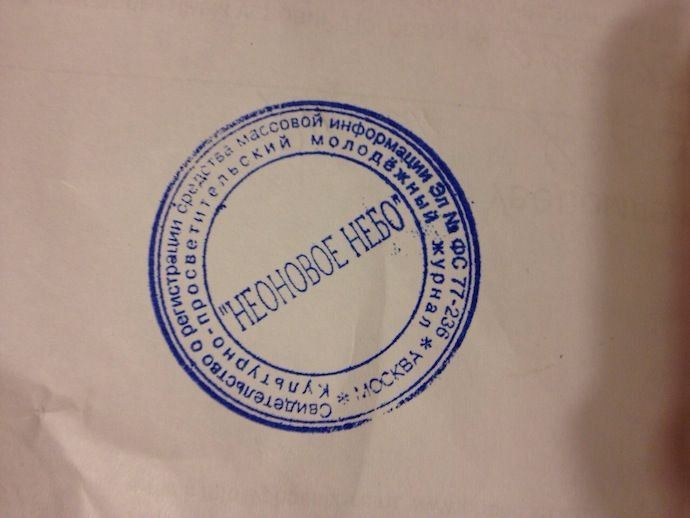 Свидетельство о регистрации средства массовой информации Эл № ФС 77-236
* Культурно-просветительский молодёжный журнал *
МОСКВА
"НЕОНОВОЕ НЕБО"